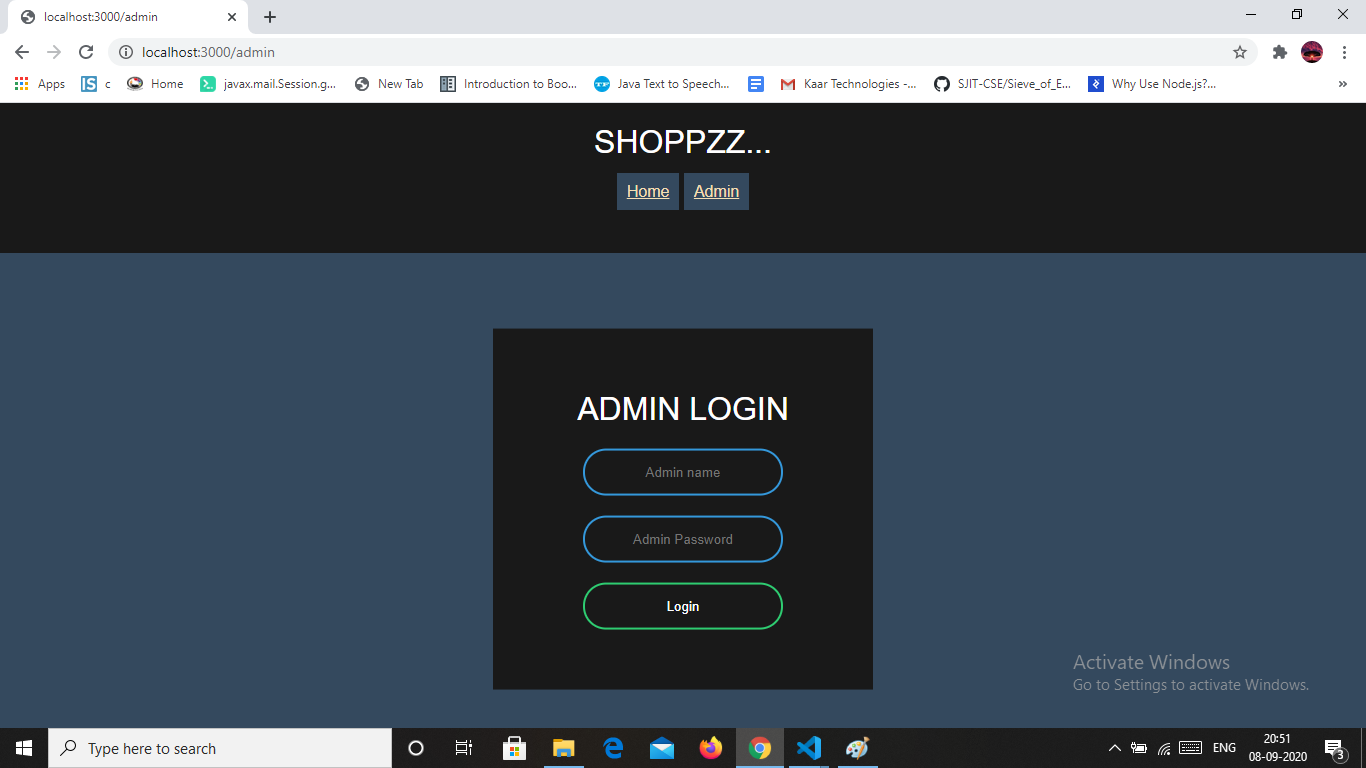 localhost:3000/admin
localhost:3000/admin
Apps c Home javax.mail.Session.g... New Tab Introduction to Boo... Java Text to Speech... Kaar Technologies -... SJIT-CSE/Sieve_of_E... Why Use Node.js?... »
SHOPPZZ...
Home Admin
ADMIN LOGIN
Admin name
Admin Password
Login
Activate Windows
Go to Settings to activate Windows.
Type here to search
ENG
20:51
08-09-2020
3